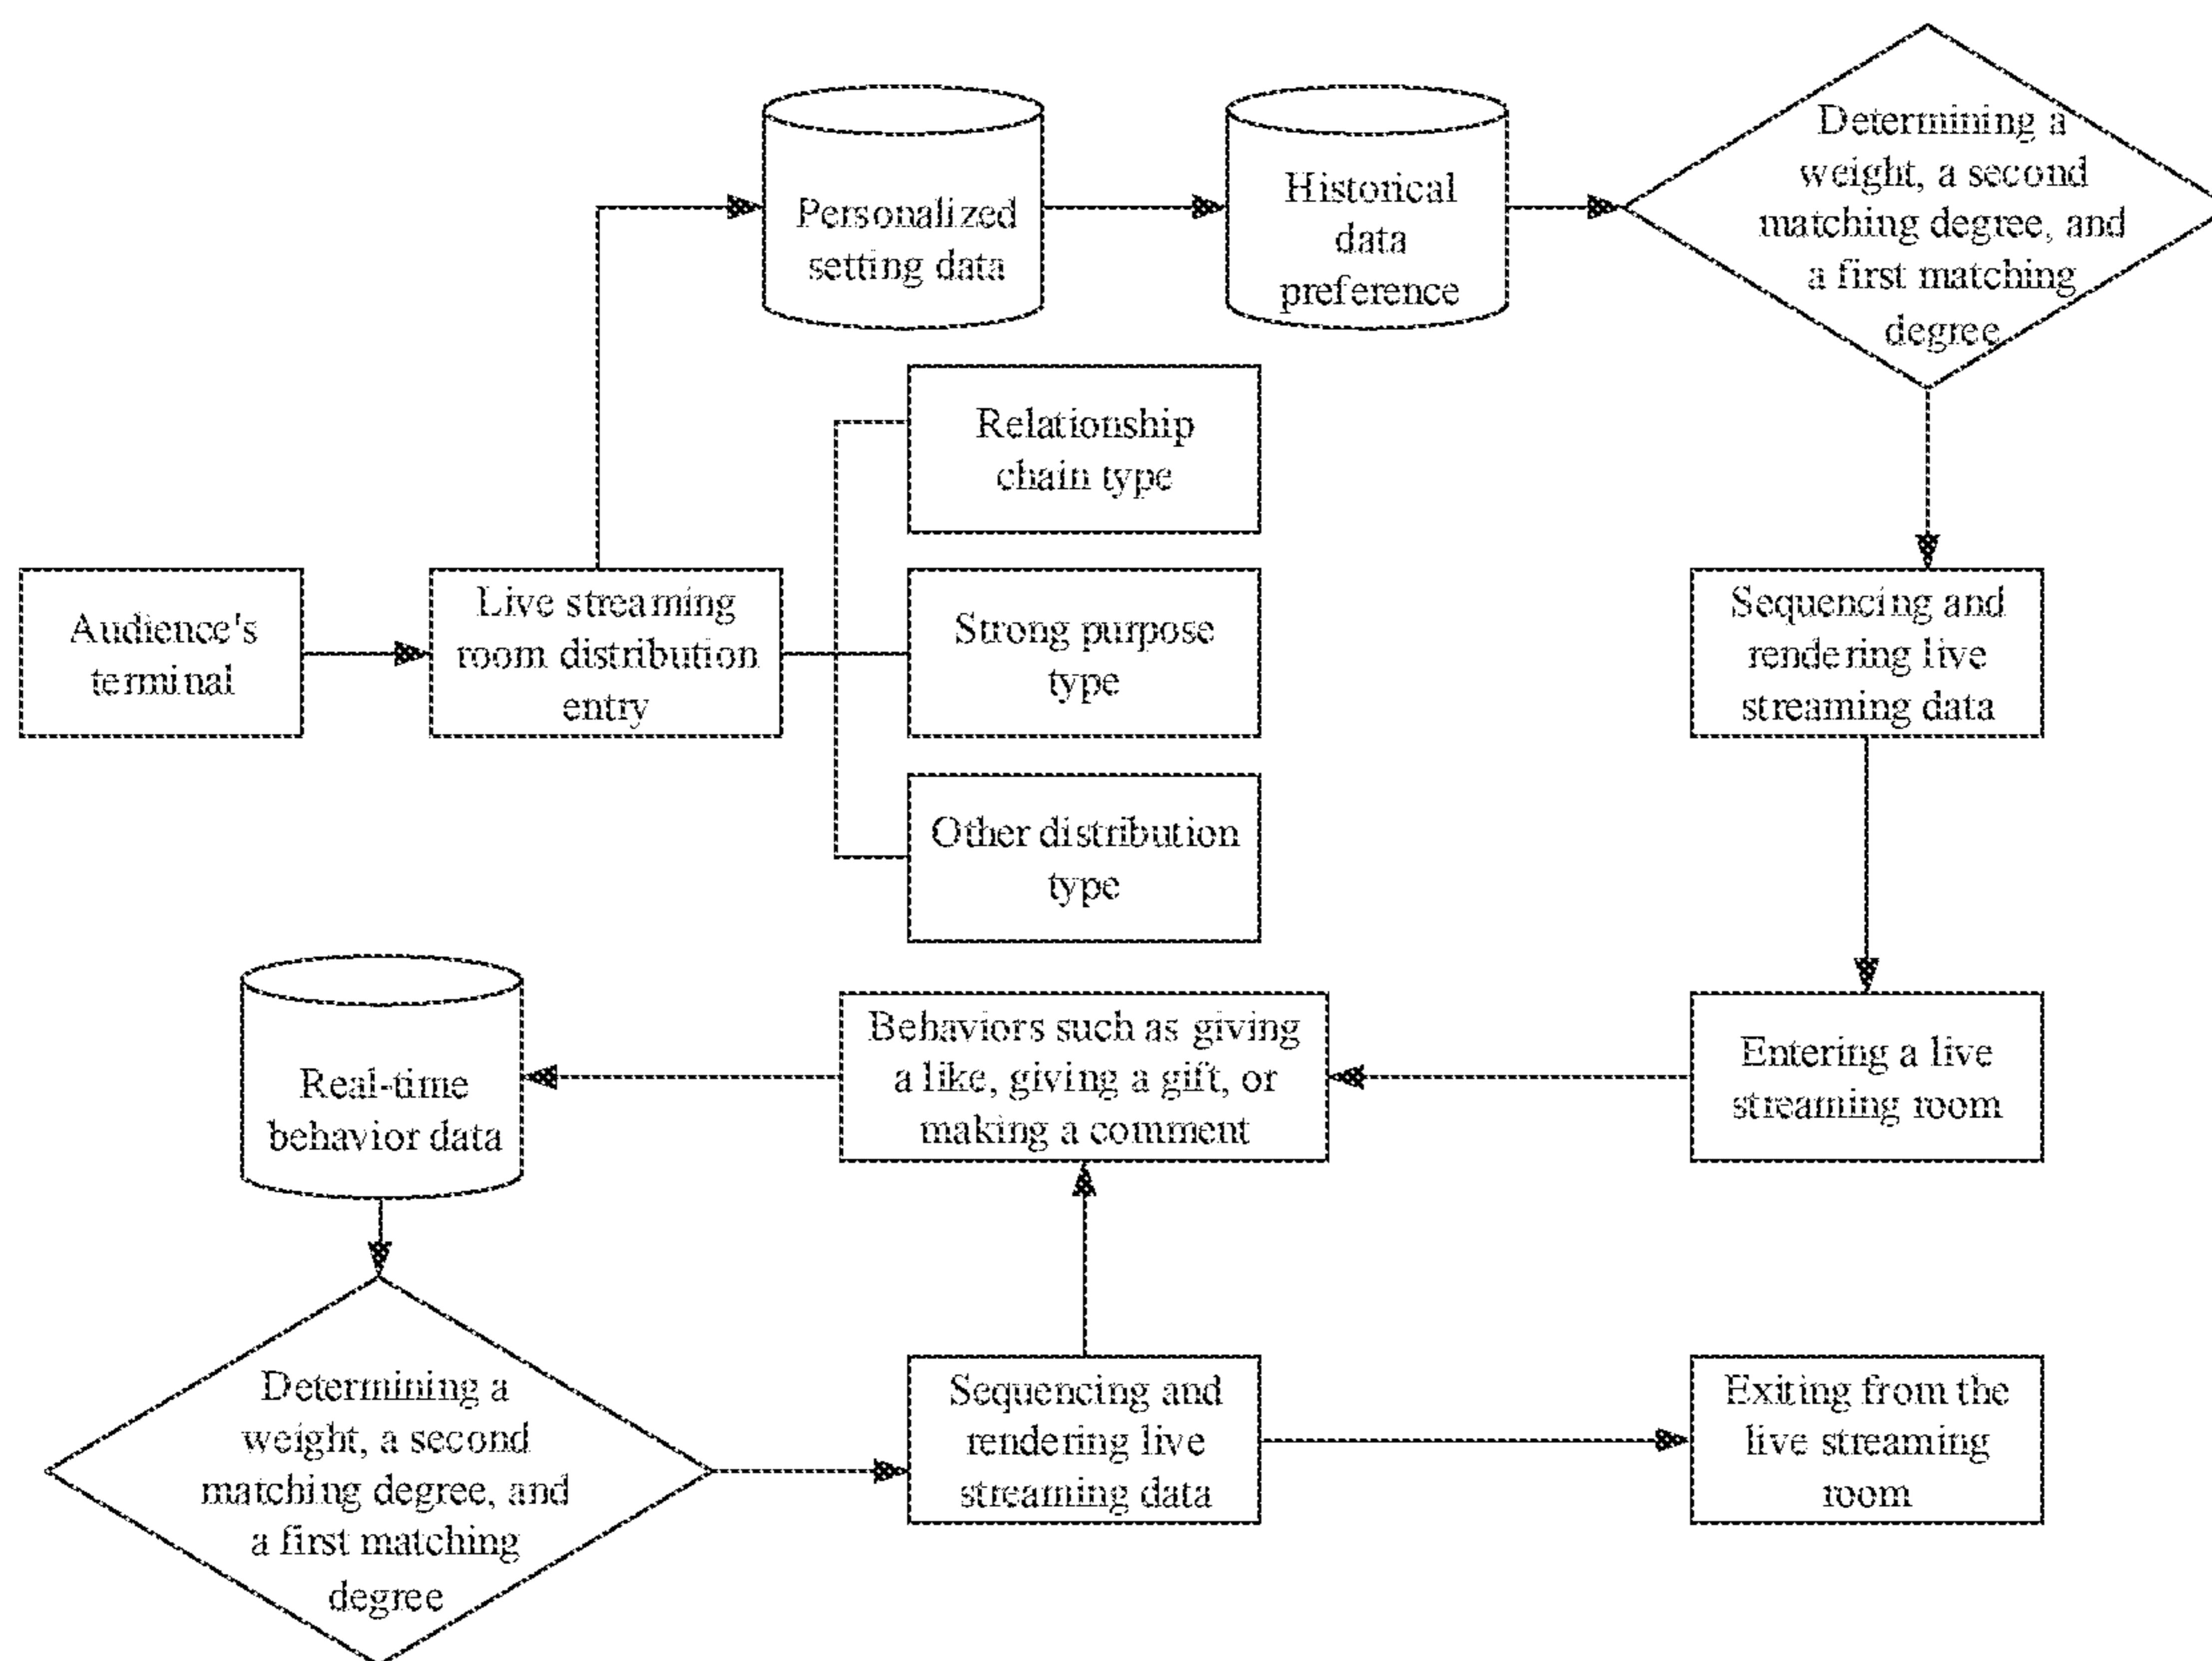 Personalized
setting data
Historical
data
preference
Determining a
weight, a second
matching degree, and
a first matching
degree
Relationship
chain type
Audience's
terminal
Live streaming
room distribution
entry
Strong purpose
type
Sequencing and
rendering live
streaming data
Other distribution
type
Real-time
behavior data
Behaviors such as giving
a like, giving a gift, or
making a comment
Entering a live
streaming room
Determining a
weight, a second
matching degree, and
a first matching
degree
Sequencing and
rendering live
streaming data
Exiting from the
live streaming
room